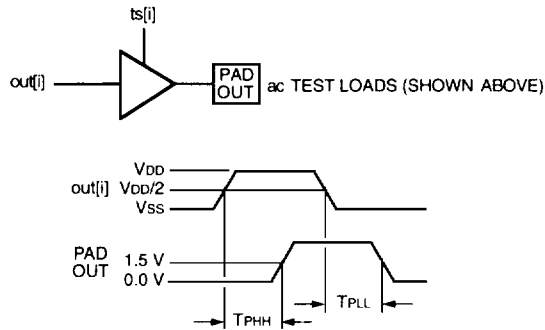 ts[i]
out[i]
PAD OUT
ac TEST LOADS (SHOWN ABOVE)
VDD
out[i] VDD/2
VSS
PAD OUT
1.5 V
0.0 V
TPHH
TPLL